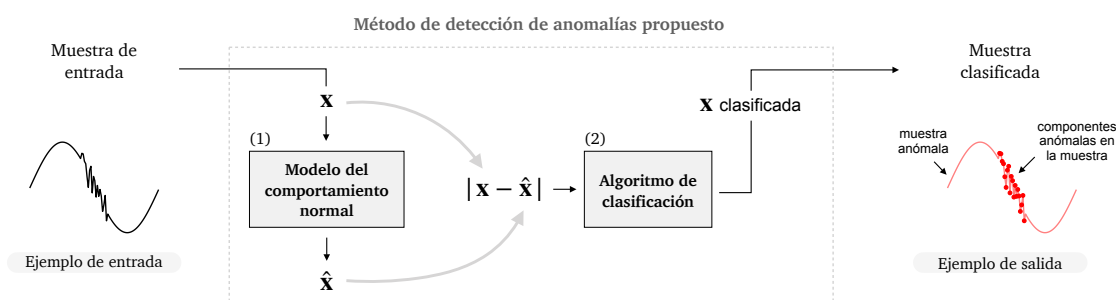 Método de detección de anomalías propuesto
Muestra de
entrada
Ejemplo de entrada
x
(1)
Modelo del
comportamiento
normal
x̂
|x − x̂|
(2)
Algoritmo de
clasificación
x clasificada
Muestra
clasificada
muestra
anómala
componentes
anómalas en
la muestra
Ejemplo de salida